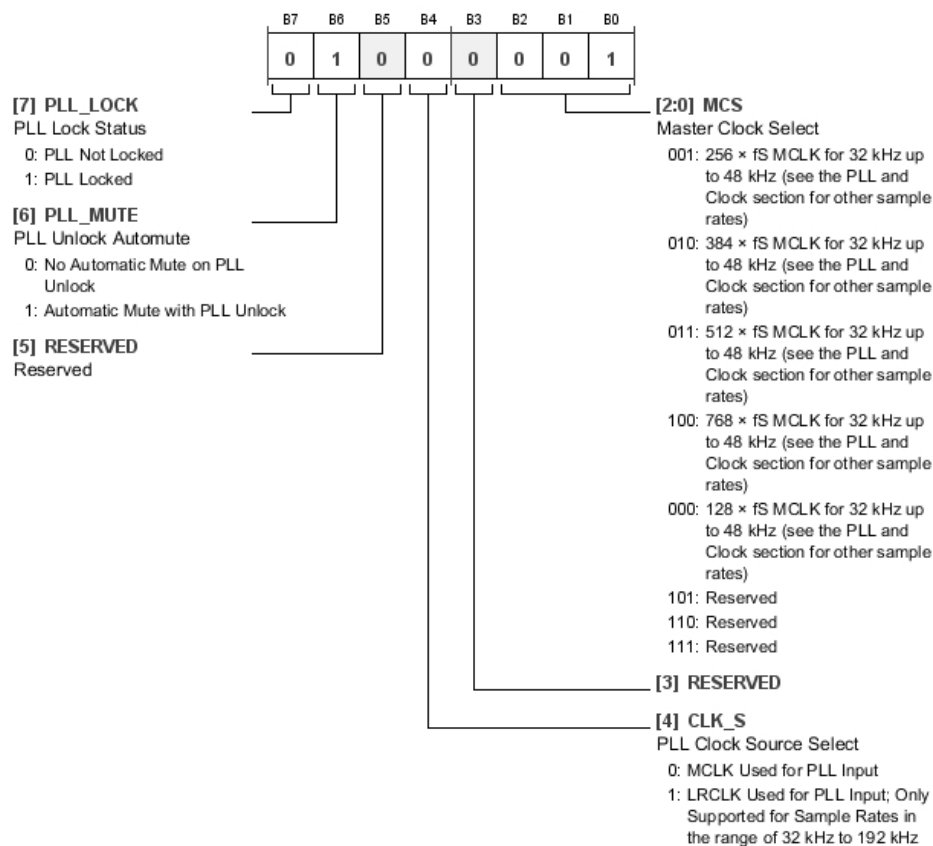 B7 B6 B5 B4 B3 B2 B1 B0
0 1 0 0 0 0 0 1
[7] PLL_LOCK
PLL Lock Status
0: PLL Not Locked
1: PLL Locked
[6] PLL_MUTE
PLL Unlock Automute
0: No Automatic Mute on PLL
Unlock
1: Automatic Mute with PLL Unlock
[5] RESERVED
Reserved
[2:0] MCS
Master Clock Select
001: 256 × fS MCLK for 32 kHz up
to 48 kHz (see the PLL and
Clock section for other sample
rates)
010: 384 × fS MCLK for 32 kHz up
to 48 kHz (see the PLL and
Clock section for other sample
rates)
011: 512 × fS MCLK for 32 kHz up
to 48 kHz (see the PLL and
Clock section for other sample
rates)
100: 768 × fS MCLK for 32 kHz up
to 48 kHz (see the PLL and
Clock section for other sample
rates)
000: 128 × fS MCLK for 32 kHz up
to 48 kHz (see the PLL and
Clock section for other sample
rates)
101: Reserved
110: Reserved
111: Reserved
[3] RESERVED
[4] CLK_S
PLL Clock Source Select
0: MCLK Used for PLL Input
1: LRCLK Used for PLL Input; Only
Supported for Sample Rates in
the range of 32 kHz to 192 kHz